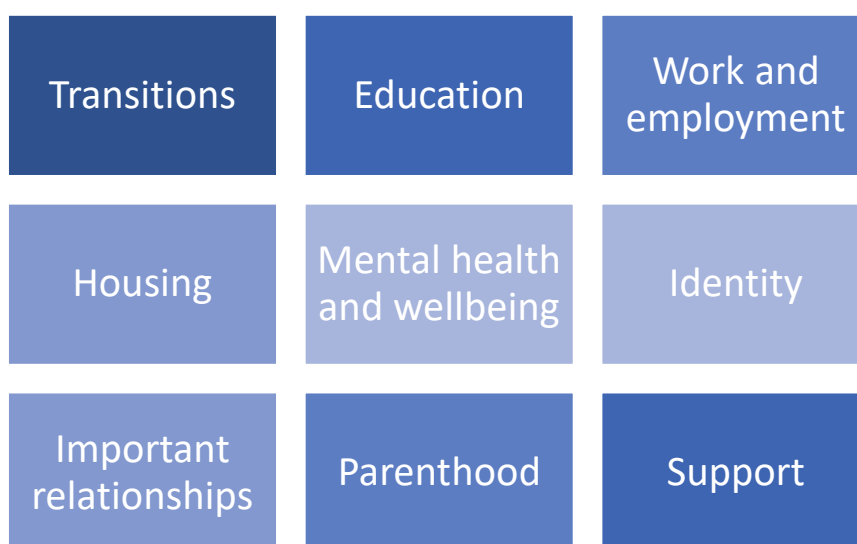 Transitions
Education
Work and
employment
Housing
Mental health
and wellbeing
Identity
Important
relationships
Parenthood
Support